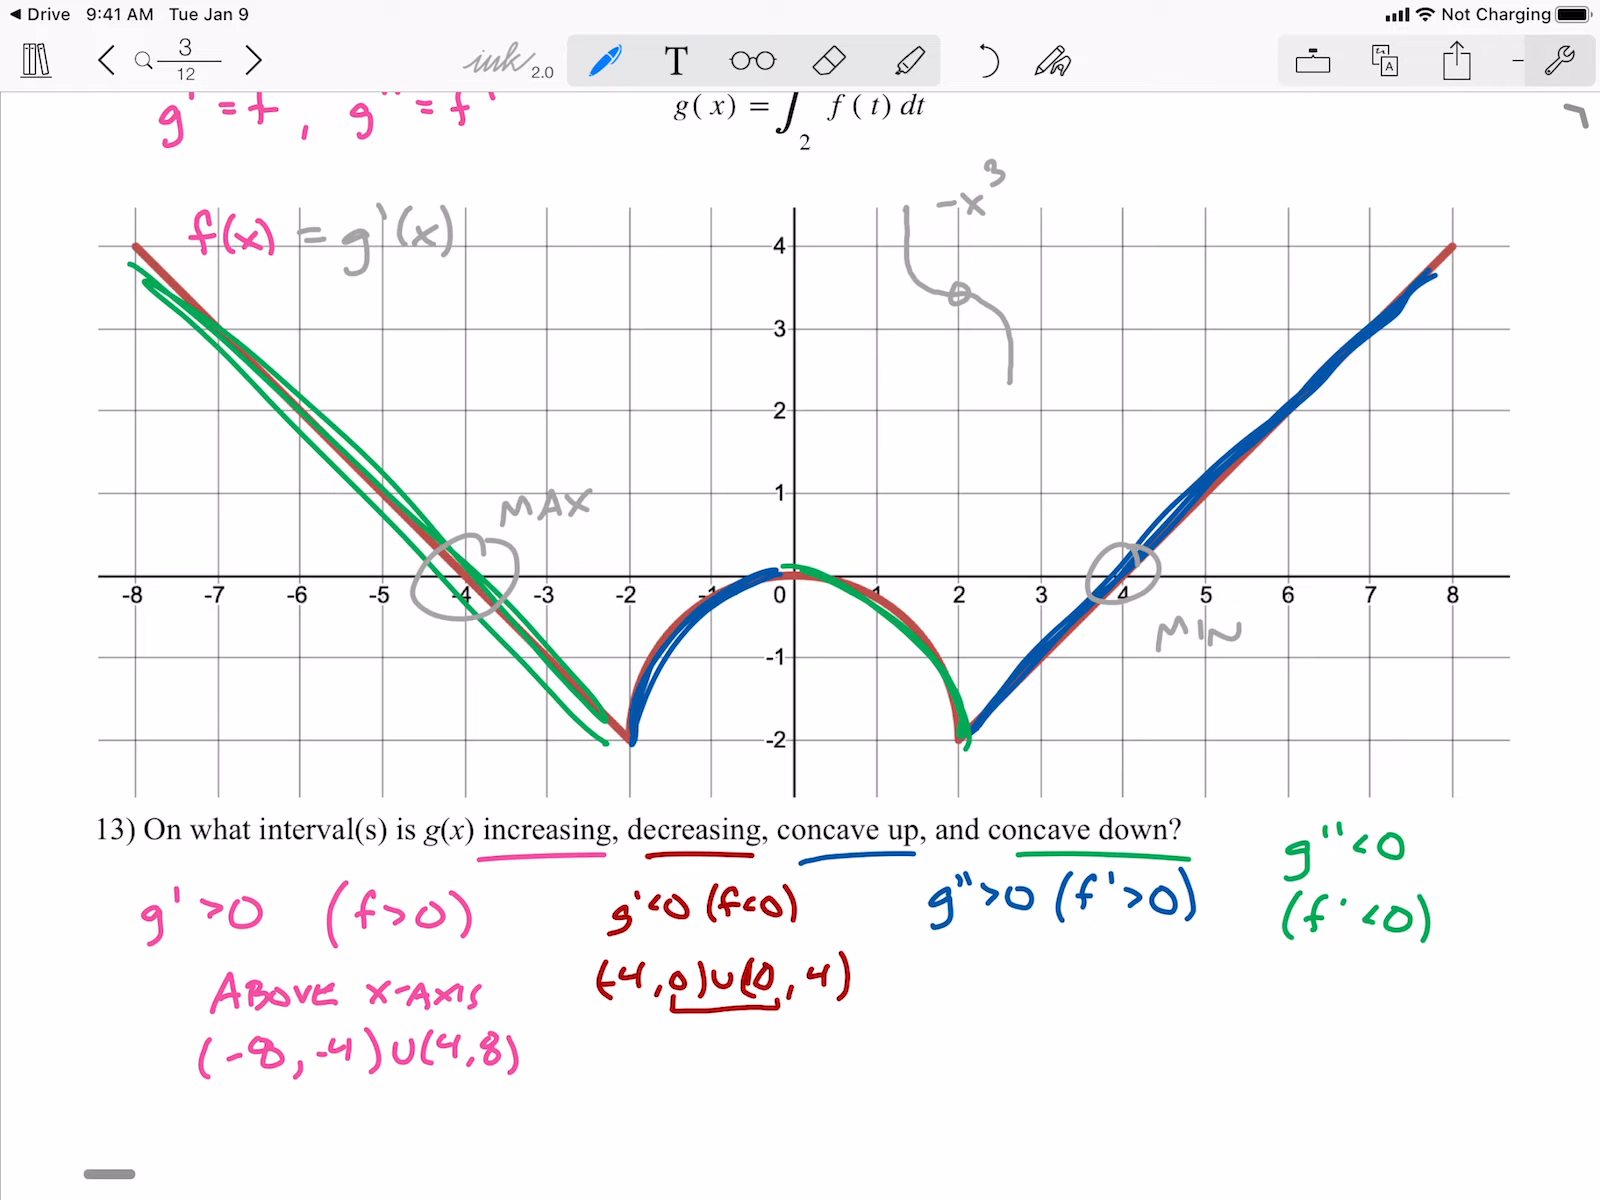 Drive 9:41 AM Tue Jan 9 Not Charging
3
12
ink 2.0 T A
g' = f , g'' = f'
g(x) = ∫ f(t) dt
2
-x³
f(x) = g'(x)
4
3
2
1
MAX
-8 -7 -6 -5 -4 -3 -2 -1 0 1 2 3 4 5 6 7 8
MIN
-1
-2
13) On what interval(s) is g(x) increasing, decreasing, concave up, and concave down?
g' >0 (f>0) g'<0 (f<0) g''>0 (f'>0) g''<0
(f'<0)
ABOVE X-AXIS (-4,0)∪(0,4)
(-8,-4)∪(4,8)